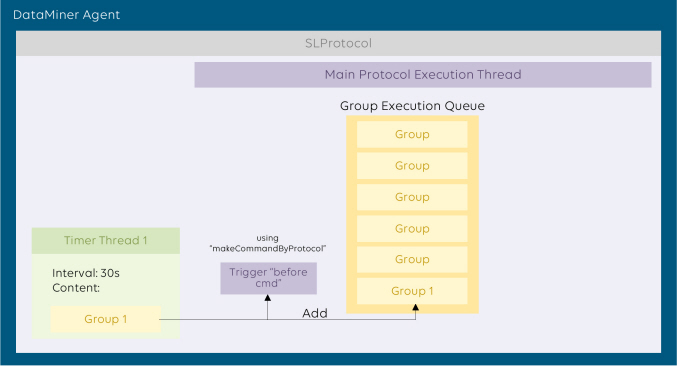 DataMiner Agent
SLProtocol
Main Protocol Execution Thread
Group Execution Queue
Group
Group
Group
Group
Group
Group 1
Timer Thread 1
Interval: 30s
Content:
Group 1
using
"makeCommandByProtocol"
Trigger "before
cmd"
Add